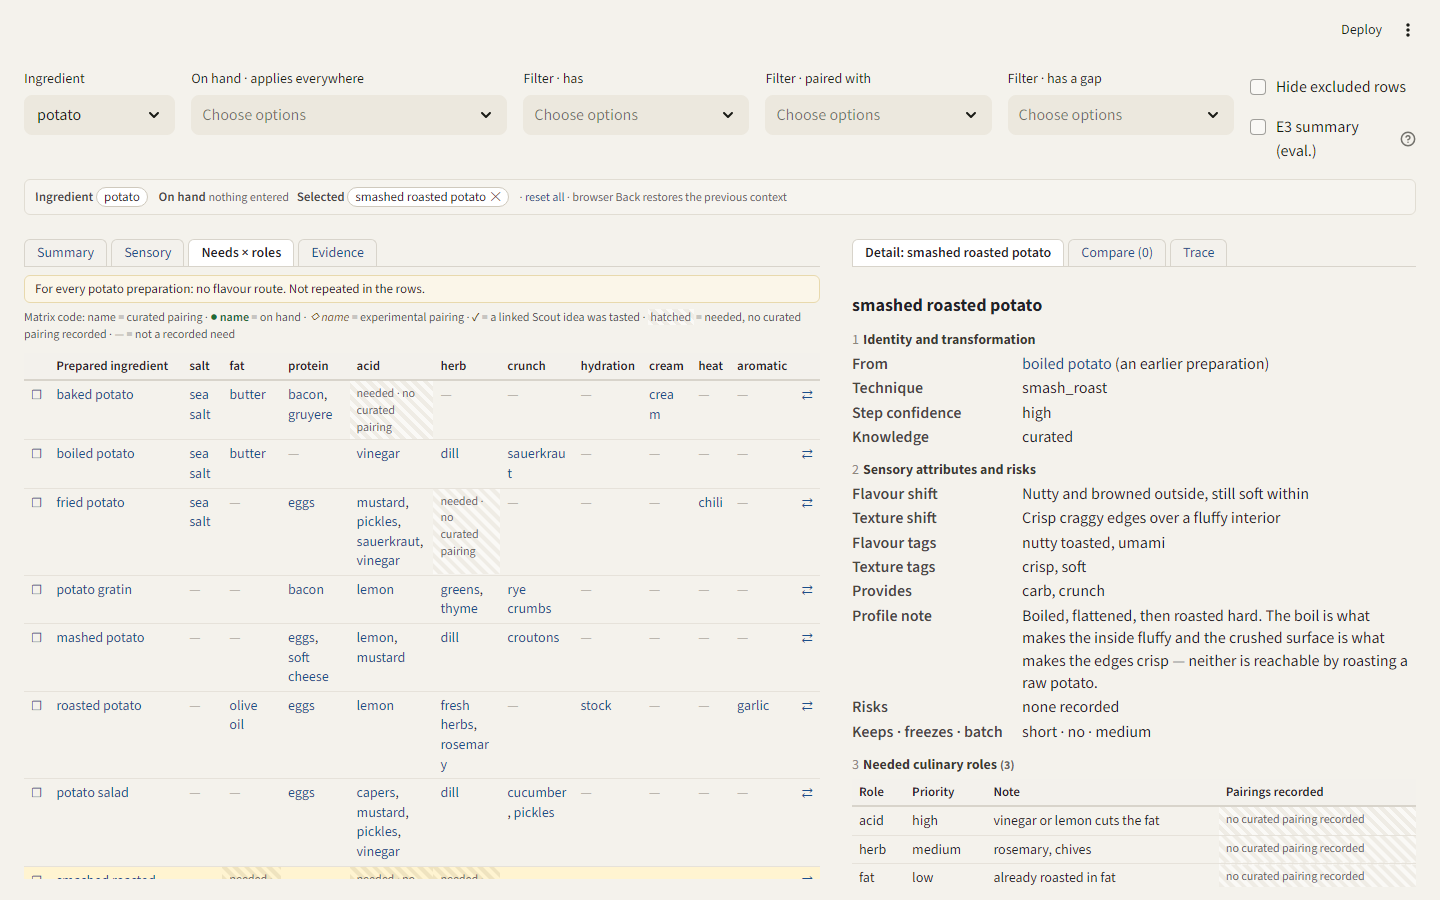 Deploy
Ingredient
On hand · applies everywhere
Filter · has
Filter · paired with
Filter · has a gap
potato
Choose options
Choose options
Choose options
Choose options
Hide excluded rows
E3 summary
(eval.)
Ingredient potato On hand nothing entered Selected smashed roasted potato · reset all · browser Back restores the previous context
Summary Sensory Needs × roles Evidence
For every potato preparation: no flavour route. Not repeated in the rows.
Matrix code: name = curated pairing · ● name = on hand · ◇ name = experimental pairing · ✓ = a linked Scout idea was tasted · hatched = needed, no curated
pairing recorded · — = not a recorded need
Prepared ingredient salt fat protein acid herb crunch hydration cream heat aromatic
baked potato sea butter bacon, needed · no — — — crea — — ⇄
salt gruyere curated m
pairing
boiled potato sea butter — vinegar dill sauerkrau — — — — ⇄
salt t
fried potato sea — eggs mustard, needed · — — — chili — ⇄
salt pickles, no
sauerkraut, curated
vinegar pairing
potato gratin — — bacon lemon greens, rye — — — — ⇄
thyme crumbs
mashed potato — — eggs, lemon, dill croutons — — — — ⇄
soft mustard
cheese
roasted potato — olive eggs lemon fresh — stock — — garlic ⇄
oil herbs,
rosemar
y
potato salad — — eggs capers, dill cucumber — — — — ⇄
mustard, , pickles
pickles,
vinegar
smashed roasted needed · needed · no needed · ⇄
Detail: smashed roasted potato Compare (0) Trace
smashed roasted potato
1 Identity and transformation
From boiled potato (an earlier preparation)
Technique smash_roast
Step confidence high
Knowledge curated
2 Sensory attributes and risks
Flavour shift Nutty and browned outside, still soft within
Texture shift Crisp craggy edges over a fluffy interior
Flavour tags nutty toasted, umami
Texture tags crisp, soft
Provides carb, crunch
Profile note Boiled, flattened, then roasted hard. The boil is what
makes the inside fluffy and the crushed surface is what
makes the edges crisp — neither is reachable by roasting a
raw potato.
Risks none recorded
Keeps · freezes · batch short · no · medium
3 Needed culinary roles (3)
Role Priority Note Pairings recorded
acid high vinegar or lemon cuts the fat no curated pairing recorded
herb medium rosemary, chives no curated pairing recorded
fat low already roasted in fat no curated pairing recorded